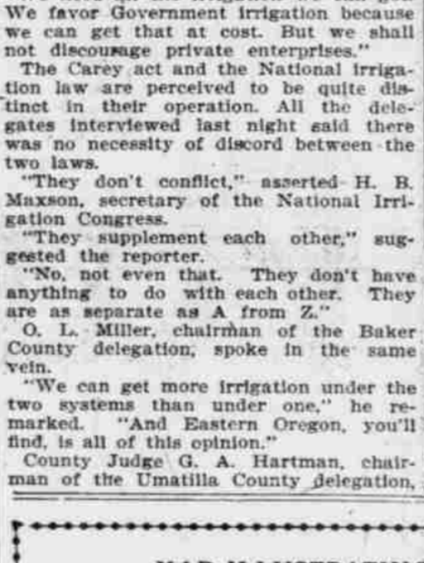 We favor Government irrigation because
we can get that at cost. But we shall
not discourage private enterprises."
The Carey act and the National irriga-
tion law are perceived to be quite dis-
tinct in their operation. All the dele-
gates interviewed last night said there
was no necessity of discord between the
two laws.
"They don't conflict," asserted H. B.
Maxson, secretary of the National Irri-
gation Congress.
"They supplement each other," sug-
gested the reporter.
"No, not even that. They don't have
anything to do with each other. They
are as separate as A from Z."
O. L. Miller, chairman of the Baker
County delegation, spoke in the same
vein.
"We can get more irrigation under the
two systems than under one," he re-
marked. "And Eastern Oregon, you'll
find, is all of this opinion."
County Judge G. A. Hartman, chair-
man of the Umatilla County delegation,